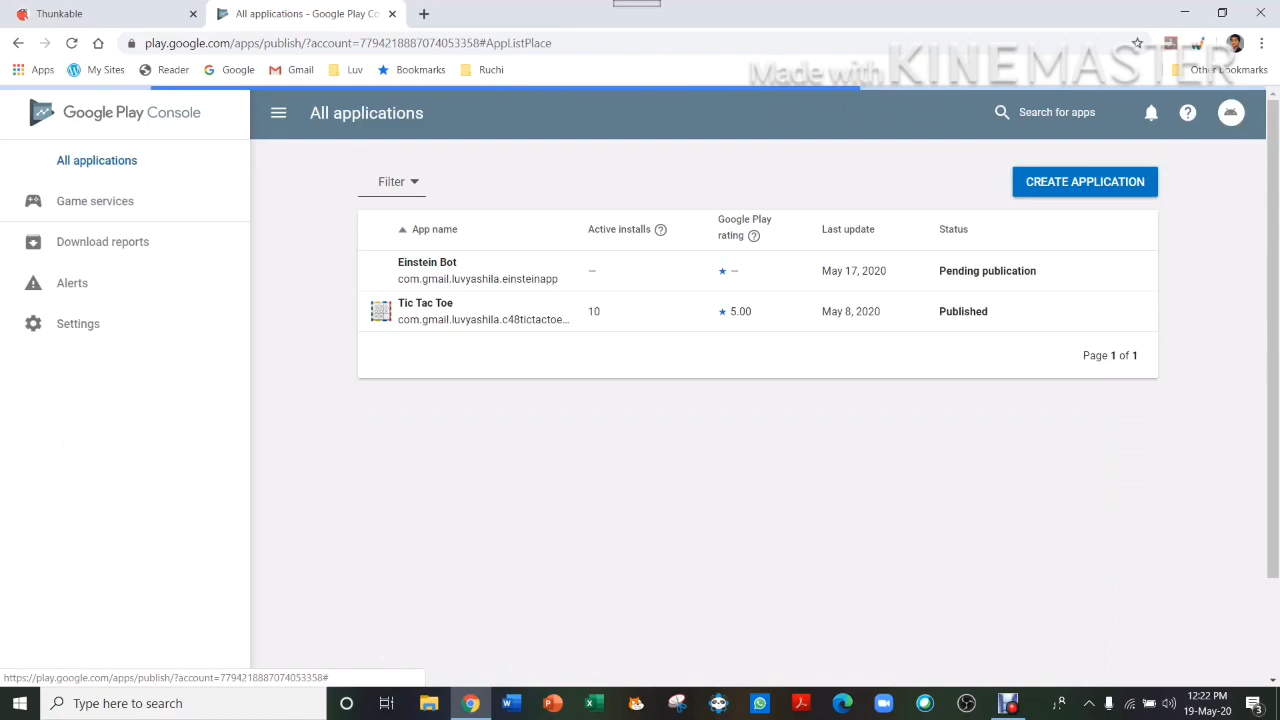 Thunkable
All applications - Google Play Co
play.google.com/apps/publish/?account=7794218887074053358#AppListPlace
Apps
My Sites
Reader
Google
Gmail
Luv
Bookmarks
Ruchi
Other bookmarks
Made with KINEMASTER
Google Play Console
All applications
Search for apps
All applications
Game services
Download reports
Alerts
Settings
Filter
CREATE APPLICATION
App name
Active installs
Google Play
rating
Last update
Status
Einstein Bot
com.gmail.luvyashila.einsteinapp
–
–
May 17, 2020
Pending publication
Tic Tac Toe
com.gmail.luvyashila.c48tictactoe...
10
5.00
May 8, 2020
Published
Page 1 of 1
https://play.google.com/apps/publish/?account=7794218887074053358#
Type here to search
12:22 PM
19-May-20
3